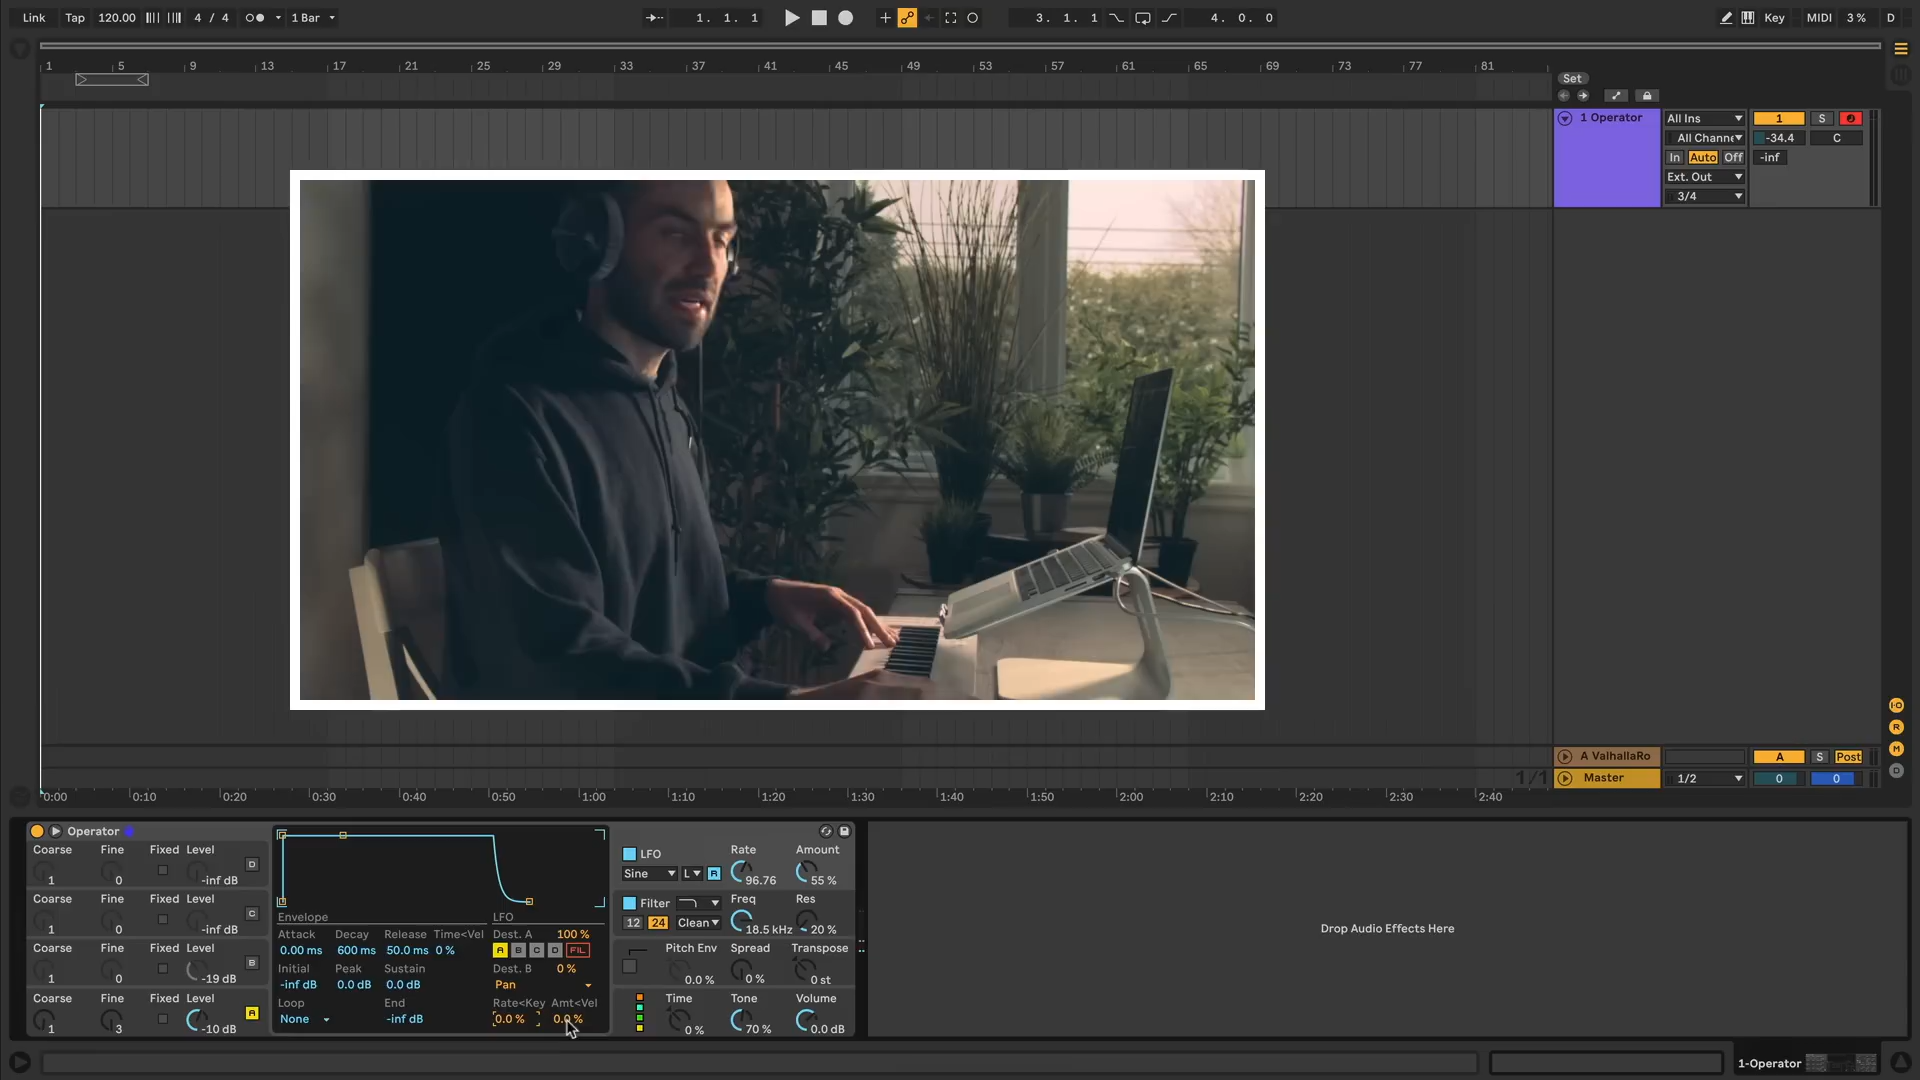 Link Tap 120.00 4 / 4 1 Bar 1. 1. 1 3. 1. 1 4. 0. 0 Key MIDI 3 % D
1 5 9 13 17 21 25 29 33 37 41 45 49 53 57 61 65 69 73 77 81
Set
1 Operator All Ins 1 S
All Channe -34.4 C
In Auto Off -inf
Ext. Out
3/4
A ValhallaRo A S Post
1/1 Master 1/2 0 0
0:00 0:10 0:20 0:30 0:40 0:50 1:00 1:10 1:20 1:30 1:40 1:50 2:00 2:10 2:20 2:30 2:40
I·O
R
M
D
Operator
Coarse Fine Fixed Level
1 0 -inf dB D
Coarse Fine Fixed Level
1 0 -inf dB C
Coarse Fine Fixed Level
1 0 -19 dB B
Coarse Fine Fixed Level
1 3 -10 dB A
Envelope LFO
Attack Decay Release Time<Vel Dest. A 100 %
0.00 ms 600 ms 50.0 ms 0 % A B C D FIL
Initial Peak Sustain Dest. B 0 %
-inf dB 0.0 dB 0.0 dB Pan
Loop End Rate<Key Amt<Vel
None -inf dB 0.0 % 0.0 %
LFO Rate Amount
Sine L R 96.76 55 %
Filter Freq Res
12 24 Clean 18.5 kHz 20 %
Pitch Env Spread Transpose
0.0 % 0 % 0 st
Time Tone Volume
0 % 70 % 0.0 dB
Drop Audio Effects Here
1-Operator